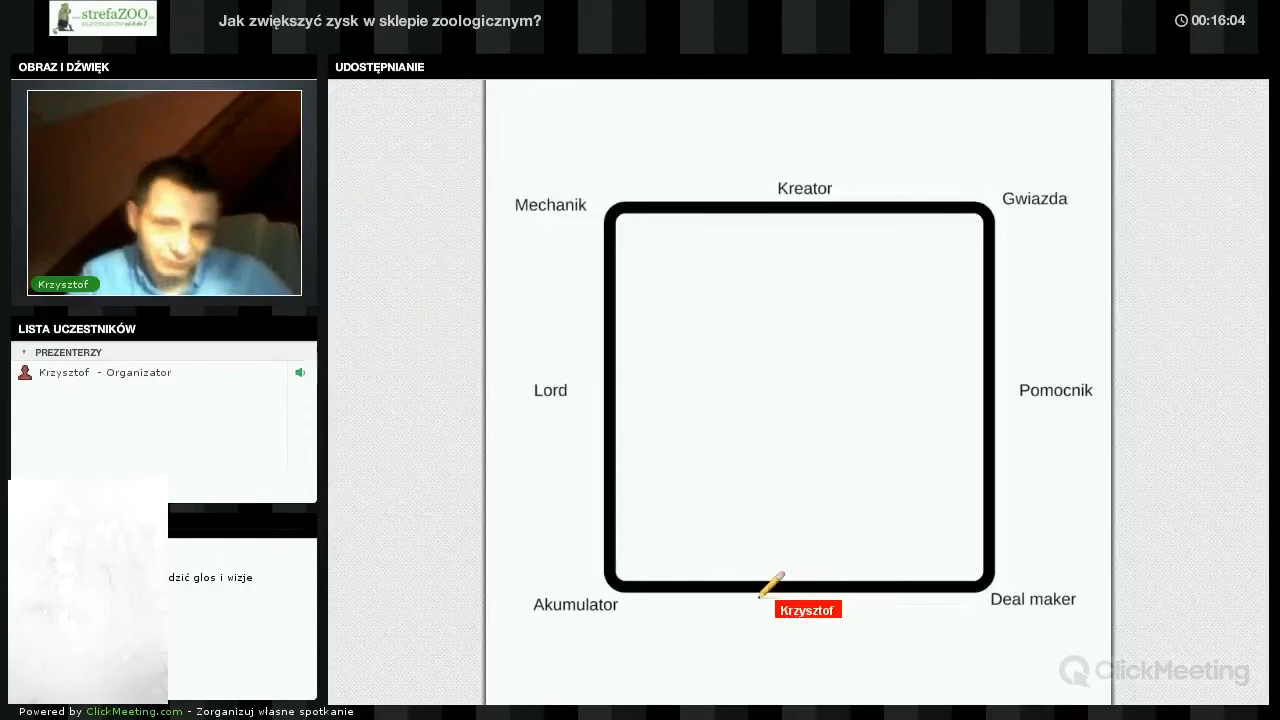 strefaZOO
Jak zwiększyć zysk w sklepie zoologicznym?
00:16:04
OBRAZ I DŹWIĘK
Krzysztof
LISTA UCZESTNIKÓW
PREZENTERZY
Krzysztof - Organizator
dzić glos i wizje
UDOSTĘPNIANIE
Kreator
Mechanik
Gwiazda
Lord
Pomocnik
Akumulator
Deal maker
Krzysztof
ClickMeeting
Powered by ClickMeeting.com - Zorganizuj własne spotkanie